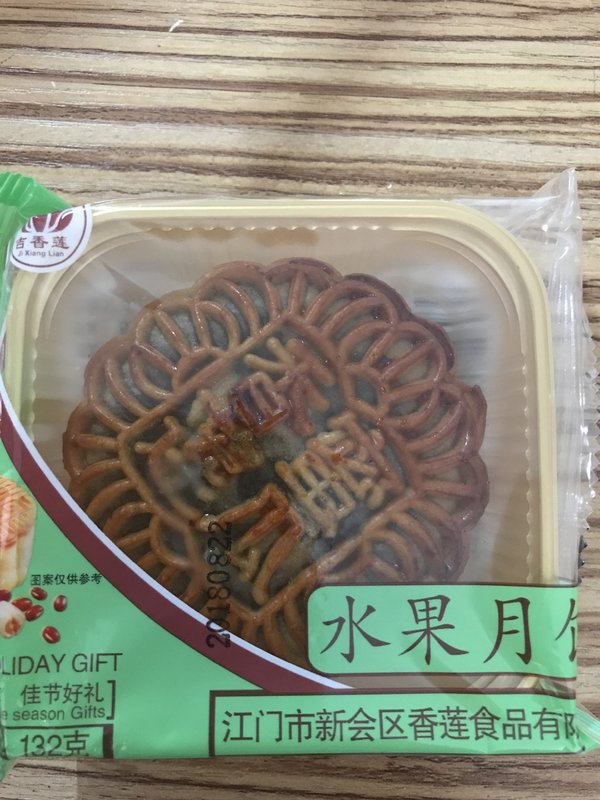 吉香莲
Ji Xiang Lian
20180822
图案仅供参考
水果月
LIDAY GIFT
佳节好礼
e season Gifts
132克
江门市新会区香莲食品有限